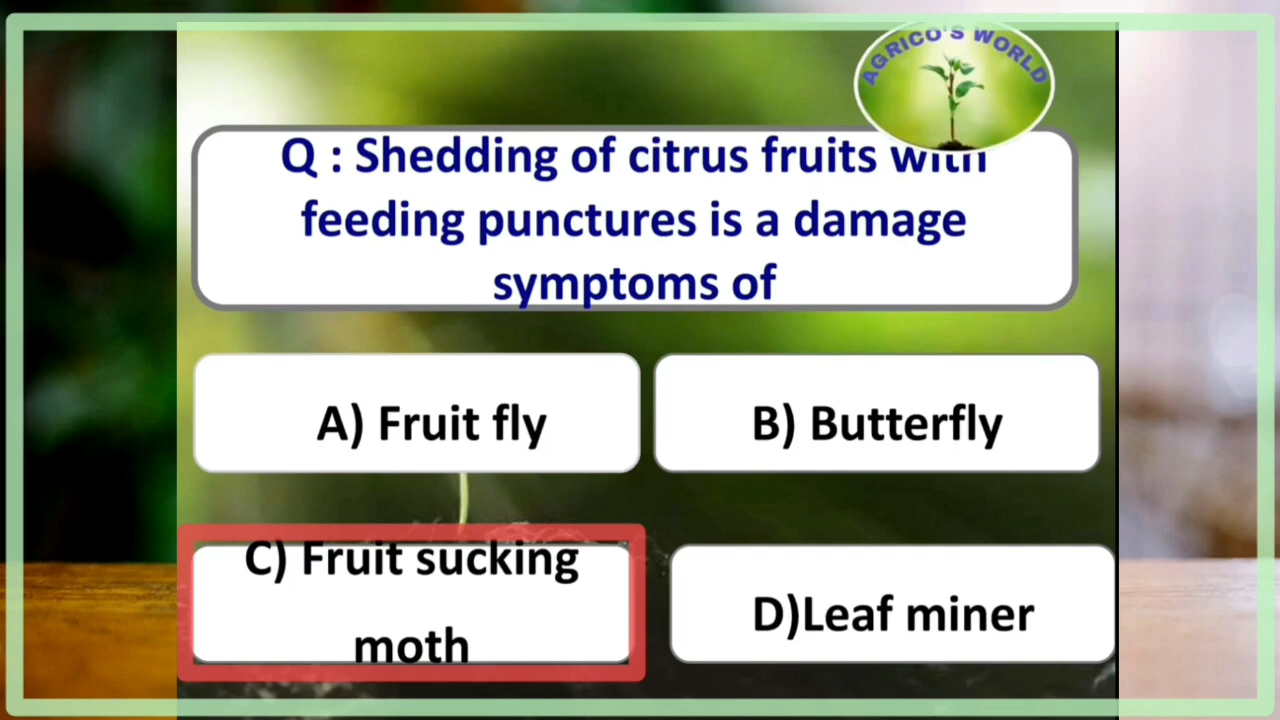 AGRICO'S WORLD
Q : Shedding of citrus fruits with
feeding punctures is a damage
symptoms of
A) Fruit fly
B) Butterfly
C) Fruit sucking
moth
D)Leaf miner